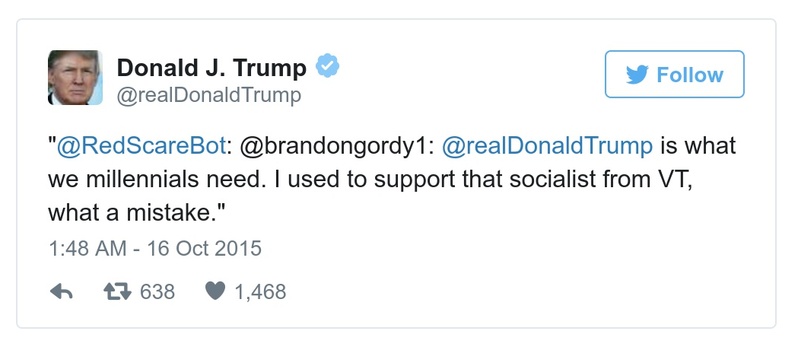 Donald J. Trump
@realDonaldTrump
Follow
"@RedScareBot: @brandongordy1: @realDonaldTrump is what
we millennials need. I used to support that socialist from VT,
what a mistake."
1:48 AM - 16 Oct 2015
638 1,468